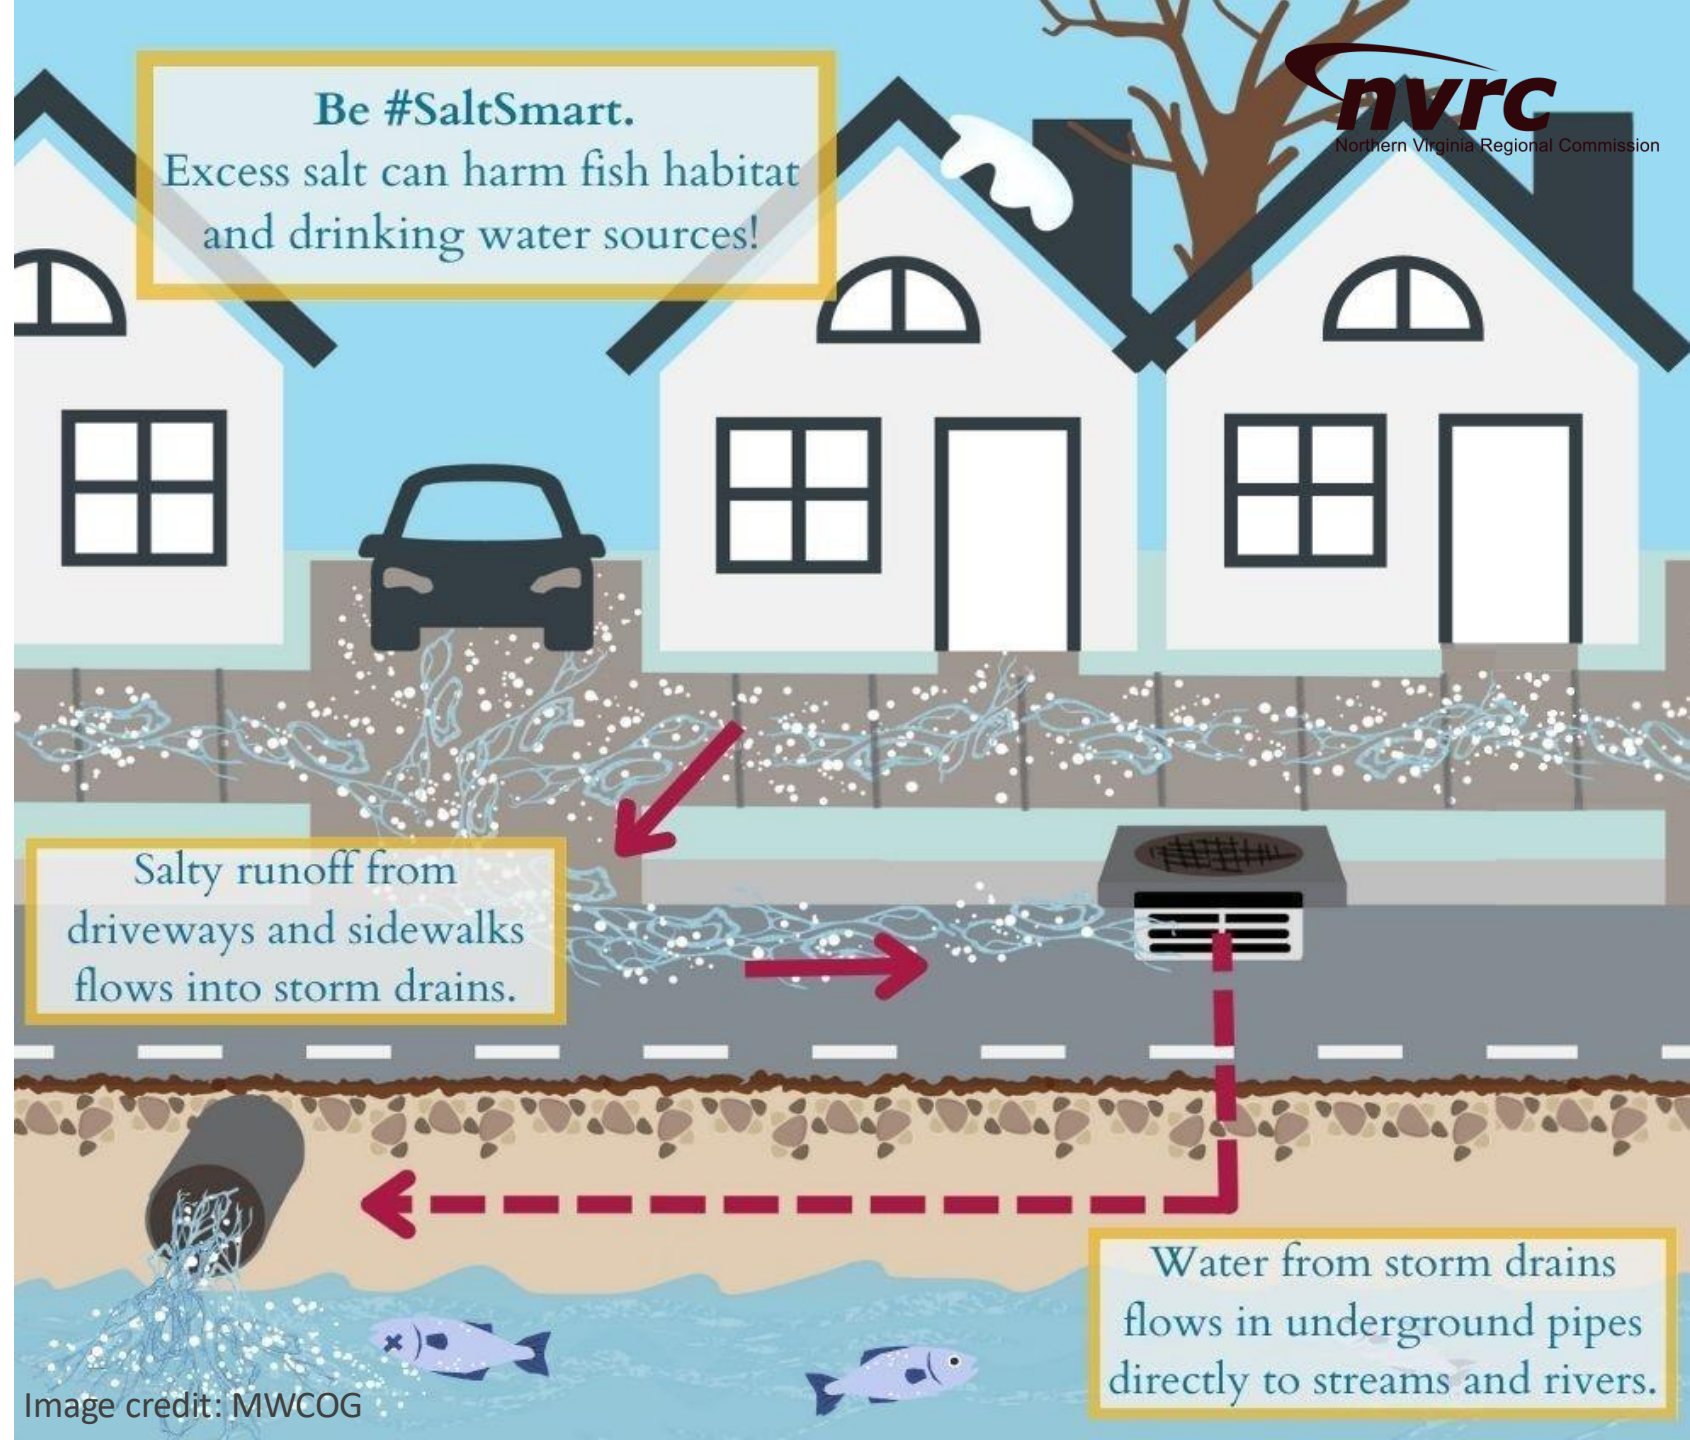 Be #SaltSmart.
Excess salt can harm fish habitat
and drinking water sources!
nvrc
Northern Virginia Regional Commission
Salty runoff from
driveways and sidewalks
flows into storm drains.
Water from storm drains
flows in underground pipes
directly to streams and rivers.
Image credit: MWCOG